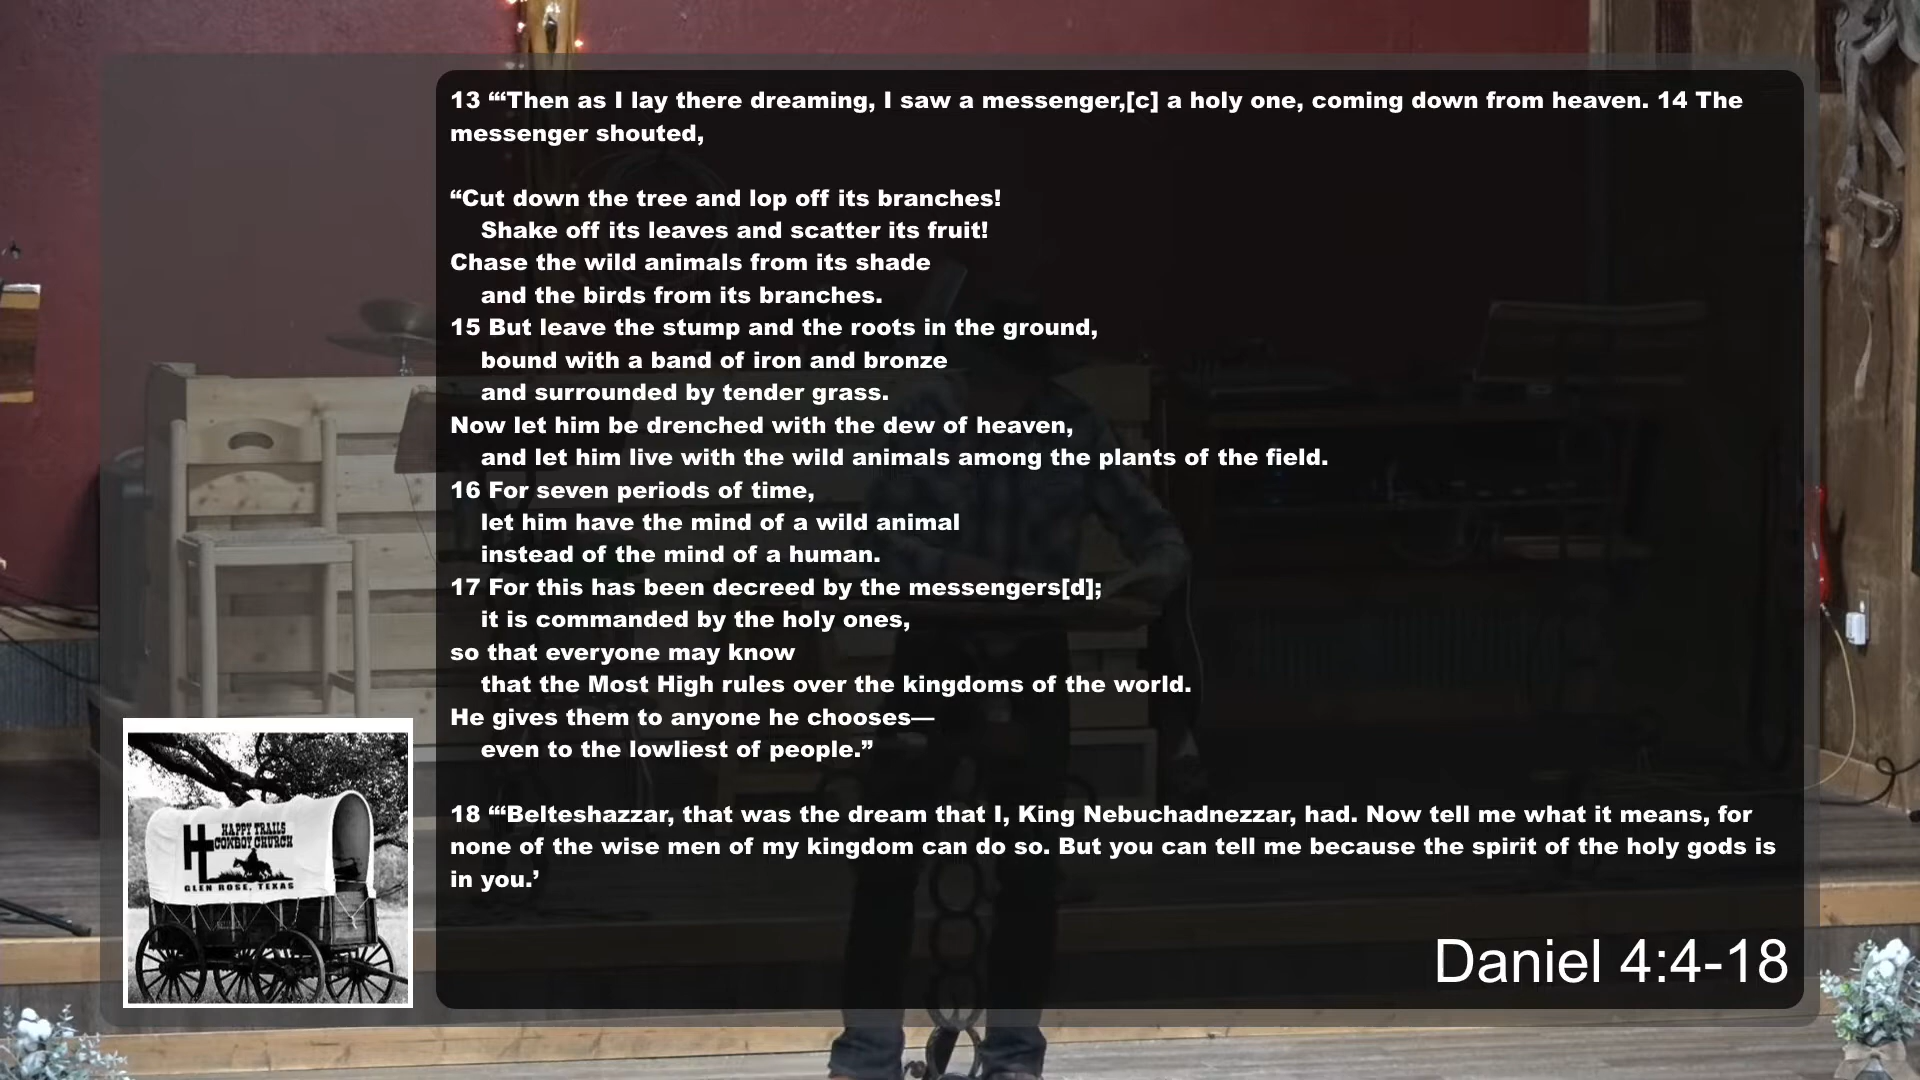 13 “‘Then as I lay there dreaming, I saw a messenger,[c] a holy one, coming down from heaven. 14 The
messenger shouted,
“Cut down the tree and lop off its branches!
Shake off its leaves and scatter its fruit!
Chase the wild animals from its shade
and the birds from its branches.
15 But leave the stump and the roots in the ground,
bound with a band of iron and bronze
and surrounded by tender grass.
Now let him be drenched with the dew of heaven,
and let him live with the wild animals among the plants of the field.
16 For seven periods of time,
let him have the mind of a wild animal
instead of the mind of a human.
17 For this has been decreed by the messengers[d];
it is commanded by the holy ones,
so that everyone may know
that the Most High rules over the kingdoms of the world.
He gives them to anyone he chooses—
even to the lowliest of people.”
18 “‘Belteshazzar, that was the dream that I, King Nebuchadnezzar, had. Now tell me what it means, for
none of the wise men of my kingdom can do so. But you can tell me because the spirit of the holy gods is
in you.’
Daniel 4:4-18
HAPPY TRAILS
COWBOY CHURCH
GLEN ROSE, TEXAS